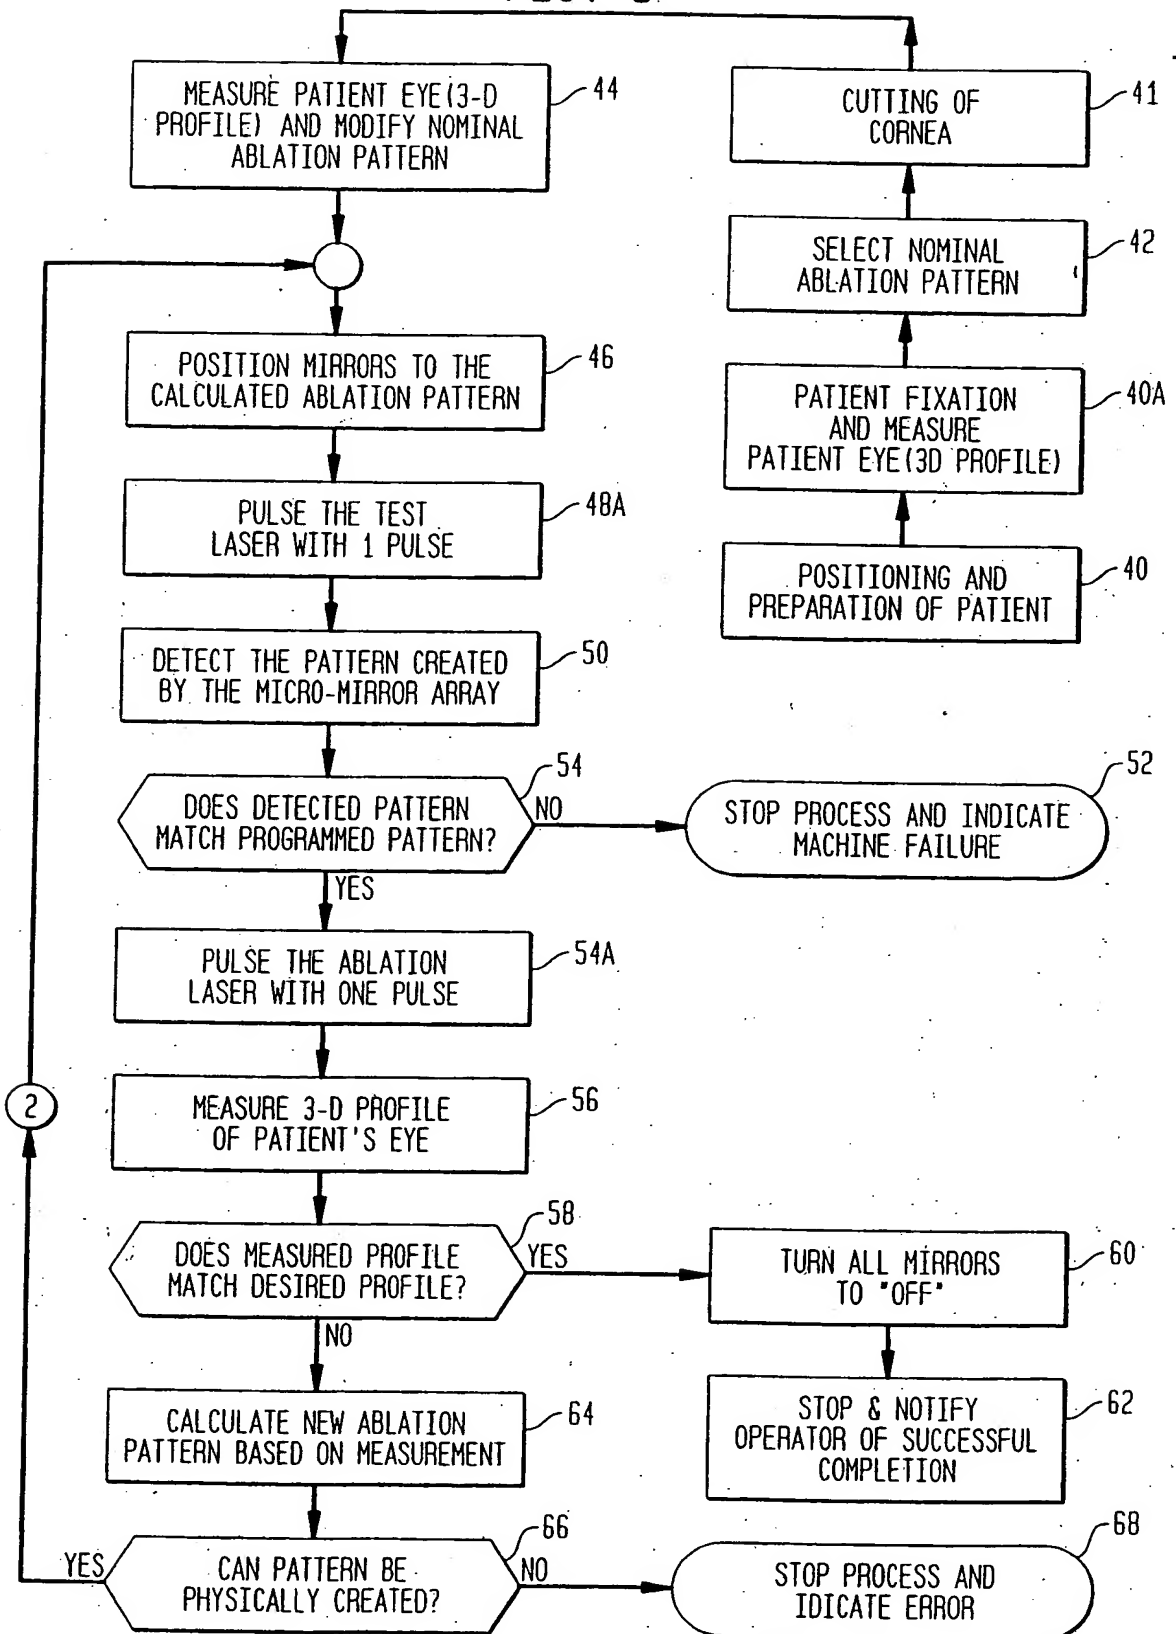 MEASURE PATIENT EYE(3-D
PROFILE) AND MODIFY NOMINAL
ABLATION PATTERN
44
CUTTING OF
CORNEA
41
SELECT NOMINAL
ABLATION PATTERN
42
POSITION MIRRORS TO THE
CALCULATED ABLATION PATTERN
46
PATIENT FIXATION
AND MEASURE
PATIENT EYE(3D PROFILE)
40A
PULSE THE TEST
LASER WITH 1 PULSE
48A
POSITIONING AND
PREPARATION OF PATIENT
40
DETECT THE PATTERN CREATED
BY THE MICRO-MIRROR ARRAY
50
DOES DETECTED PATTERN
MATCH PROGRAMMED PATTERN?
54
NO
STOP PROCESS AND INDICATE
MACHINE FAILURE
52
YES
PULSE THE ABLATION
LASER WITH ONE PULSE
54A
2
MEASURE 3-D PROFILE
OF PATIENT'S EYE
56
DOES MEASURED PROFILE
MATCH DESIRED PROFILE?
58
YES
TURN ALL MIRRORS
TO "OFF"
60
NO
CALCULATE NEW ABLATION
PATTERN BASED ON MEASUREMENT
64
STOP & NOTIFY
OPERATOR OF SUCCESSFUL
COMPLETION
62
YES
CAN PATTERN BE
PHYSICALLY CREATED?
66
NO
STOP PROCESS AND
IDICATE ERROR
68